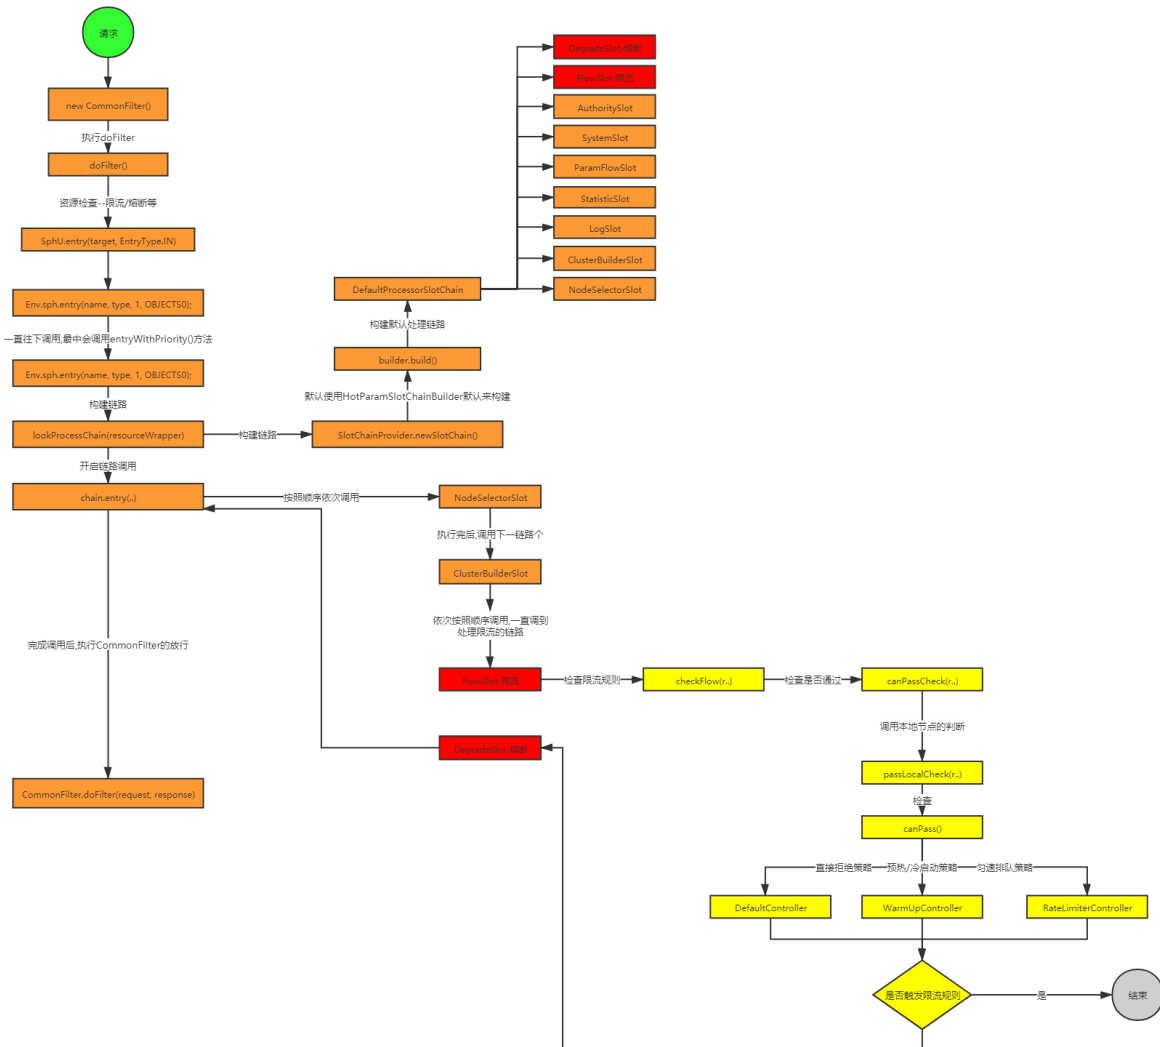 请求
new CommonFilter()
执行doFilter
doFilter()
资源检查--限流/熔断等
SphU.entry(target, EntryType.IN)
Env.sph.entry(name, type, 1, OBJECTS0);
一直往下调用,最中会调用entryWithPriority()方法
Env.sph.entry(name, type, 1, OBJECTS0);
构建链路
lookProcessChain(resourceWrapper)
构建链路
SlotChainProvider.newSlotChain()
默认使用HotParamSlotChainBuilder默认来构建
builder.build()
构建默认处理链路
DefaultProcessorSlotChain
DegradeSlot-熔断
FlowSlot-限流
AuthoritySlot
SystemSlot
ParamFlowSlot
StatisticSlot
LogSlot
ClusterBuilderSlot
NodeSelectorSlot
开启链路调用
chain.entry(..)
按照顺序依次调用
NodeSelectorSlot
执行完后,调用下一链路个
ClusterBuilderSlot
依次按照顺序调用,一直调到
处理限流的链路
FlowSlot-限流
检查限流规则
checkFlow(r..)
检查是否通过
canPassCheck(r..)
调用本地节点的判断
passLocalCheck(r..)
检查
canPass()
直接拒绝策略
预热/冷启动策略
匀速排队策略
DefaultController
WarmUpController
RateLimiterController
是否触发限流规则
是
结束
DegradeSlot-熔断
完成调用后,执行CommonFilter的放行
CommonFilter.doFilter(request, response)